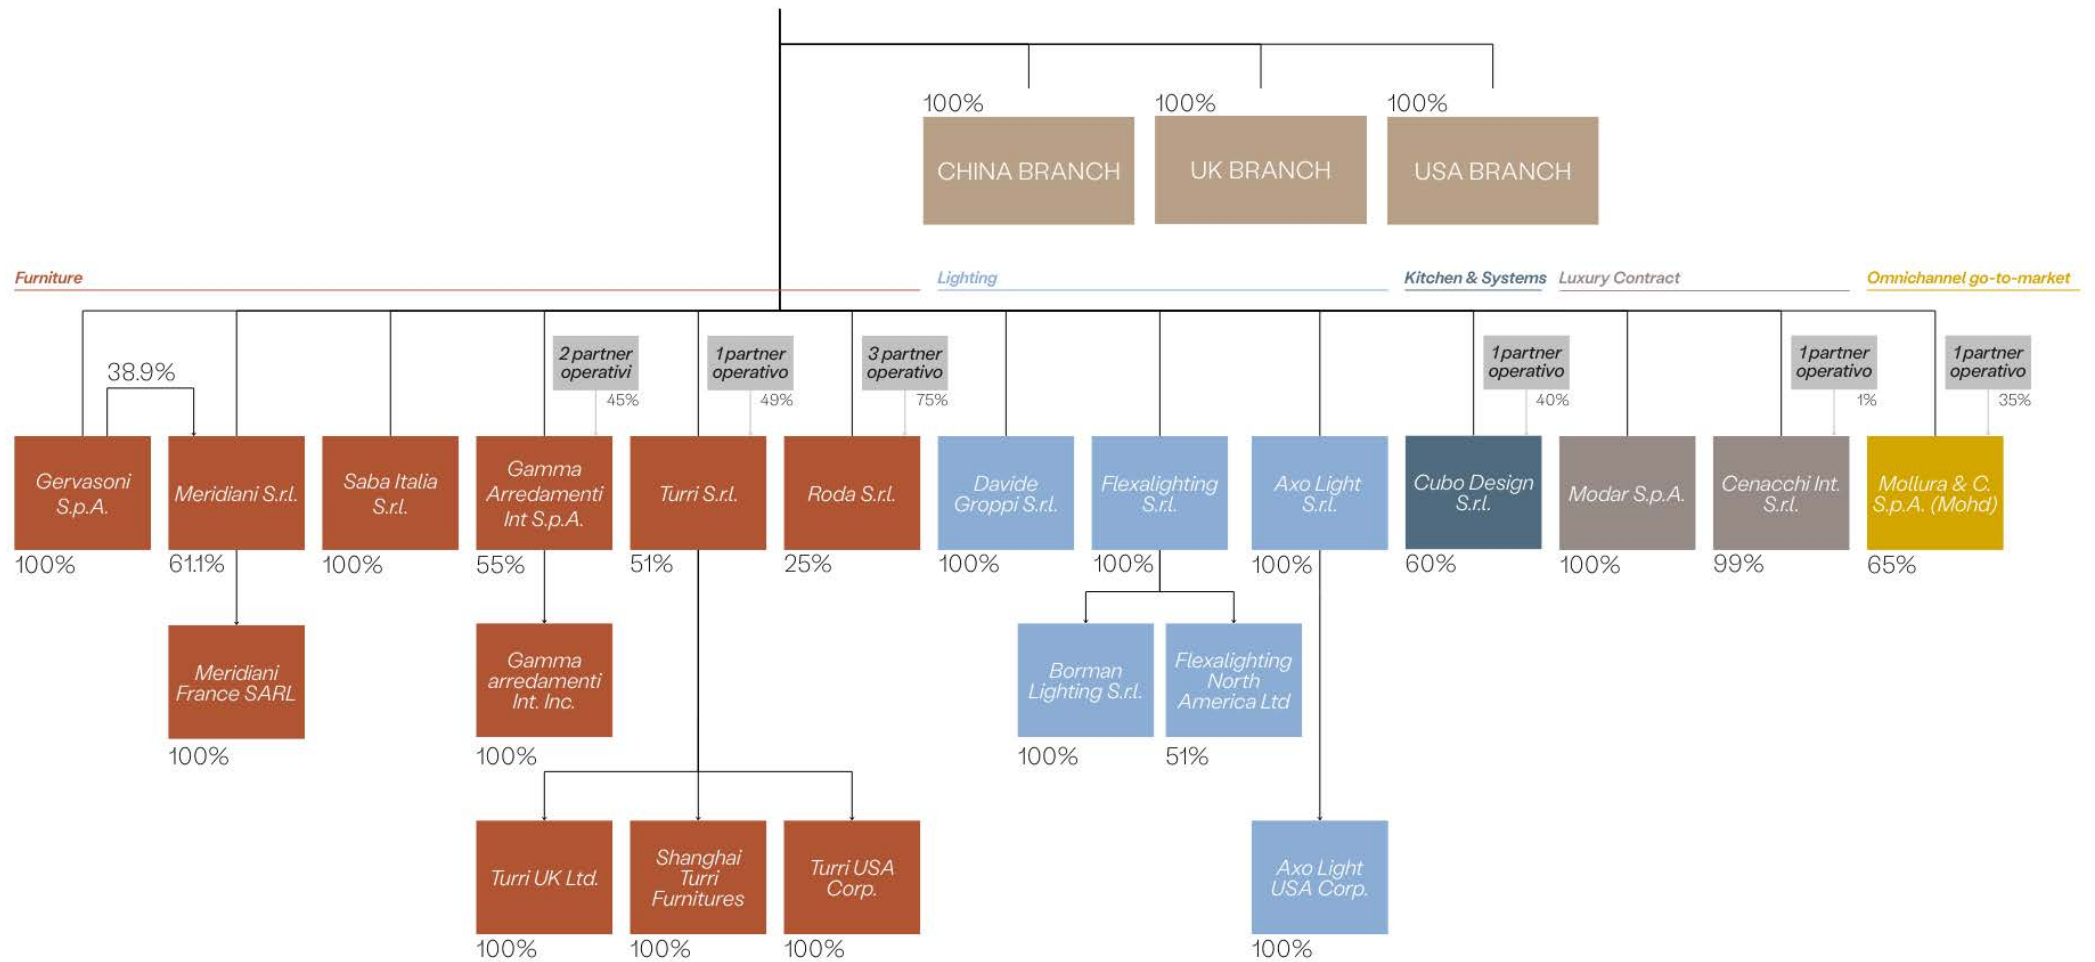 100%
100%
100%
CHINA BRANCH
UK BRANCH
USA BRANCH
Furniture
Lighting
Kitchen & Systems
Luxury Contract
Omnichannel go-to-market
38.9%
2 partner
operativi
45%
1 partner
operativo
49%
3 partner
operativo
75%
1 partner
operativo
40%
1 partner
operativo
1%
1 partner
operativo
35%
Gervasoni
S.p.A.
100%
Meridiani S.r.l.
61.1%
Saba Italia
S.r.l.
100%
Gamma
Arredamenti
Int S.p.A.
55%
Turri S.r.l.
51%
Roda S.r.l.
25%
Davide
Groppi S.r.l.
100%
Flexalighting
S.r.l.
100%
Axo Light
S.r.l.
100%
Cubo Design
S.r.l.
60%
Modar S.p.A.
100%
Cenacchi Int.
S.r.l.
99%
Mollura & C.
S.p.A. (Mohd)
65%
Meridiani
France SARL
100%
Gamma
arredamenti
Int. Inc.
100%
Borman
Lighting S.r.l.
100%
Flexalighting
North
America Ltd
51%
Turri UK Ltd.
100%
Shanghai
Turri
Furnitures
100%
Turri USA
Corp.
100%
Axo Light
USA Corp.
100%